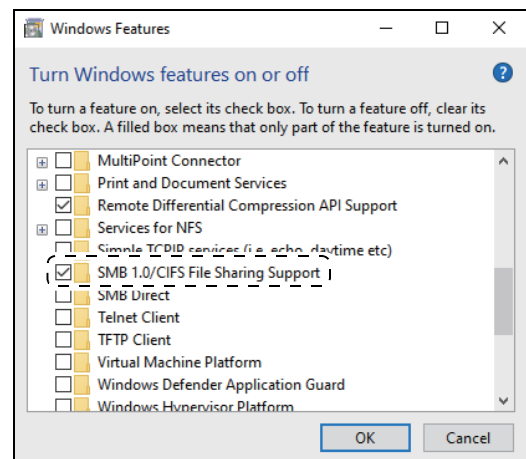 Windows Features
Turn Windows features on or off
To turn a feature on, select its check box. To turn a feature off, clear its
check box. A filled box means that only part of the feature is turned on.
MultiPoint Connector
Print and Document Services
Remote Differential Compression API Support
Services for NFS
Simple TCPIP services (i.e. echo, daytime etc)
SMB 1.0/CIFS File Sharing Support
SMB Direct
Telnet Client
TFTP Client
Virtual Machine Platform
Windows Defender Application Guard
Windows Hypervisor Platform
OK Cancel